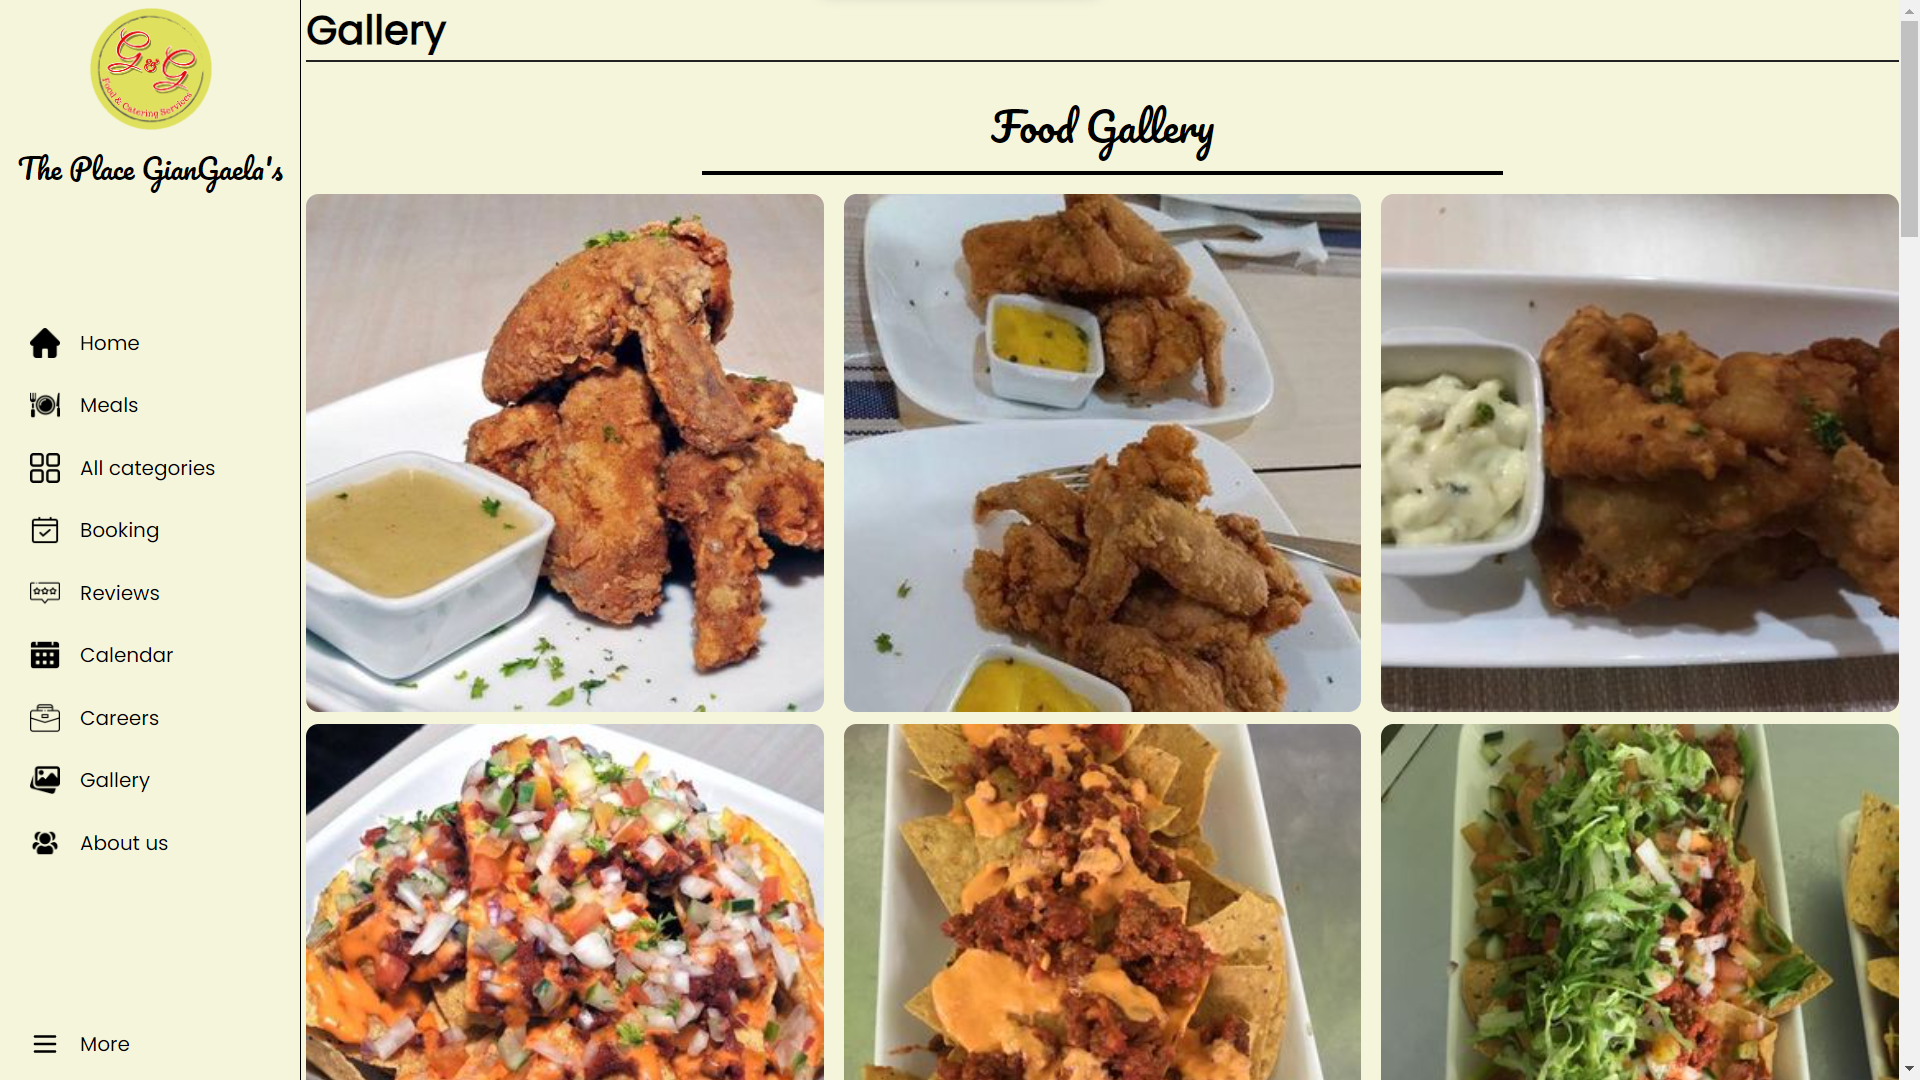 G&G
Food & Catering Services
The Place GianGaela's
Home
Meals
All categories
Booking
Reviews
Calendar
Careers
Gallery
About us
More
Gallery
Food Gallery